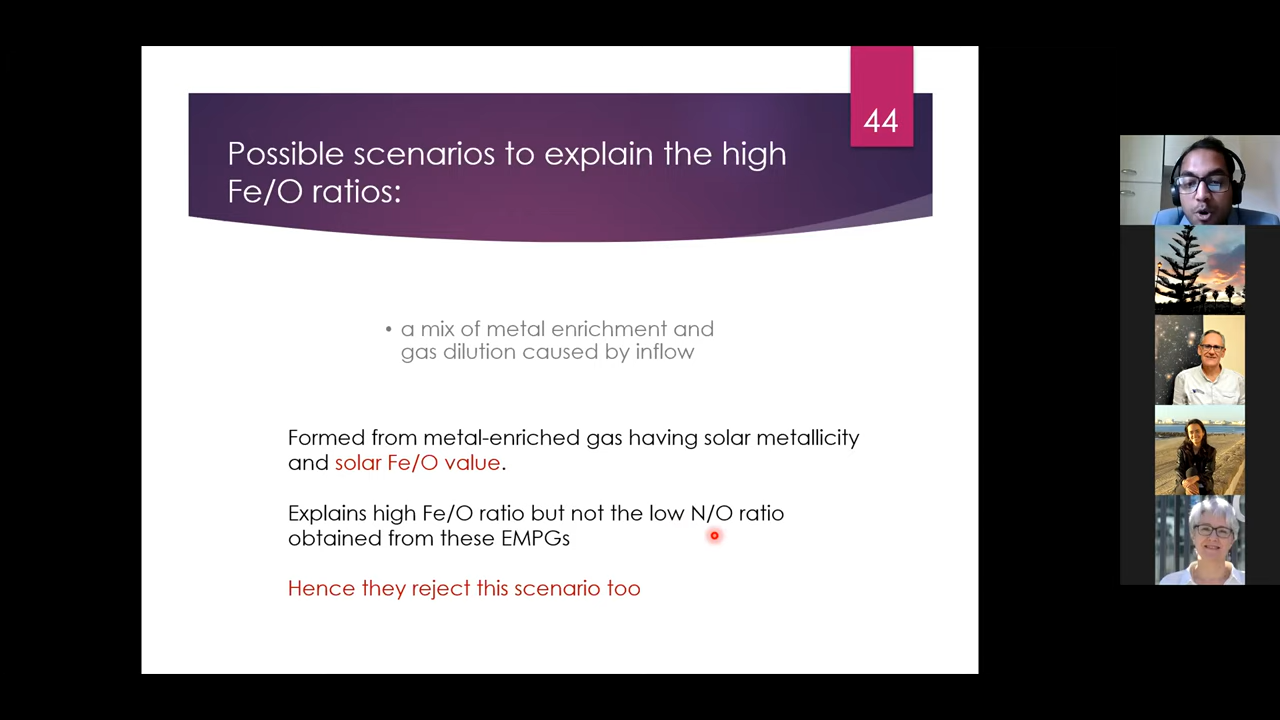 44
Possible scenarios to explain the high
Fe/O ratios:
• a mix of metal enrichment and
gas dilution caused by inflow
Formed from metal-enriched gas having solar metallicity
and solar Fe/O value.
Explains high Fe/O ratio but not the low N/O ratio
obtained from these EMPGs
Hence they reject this scenario too